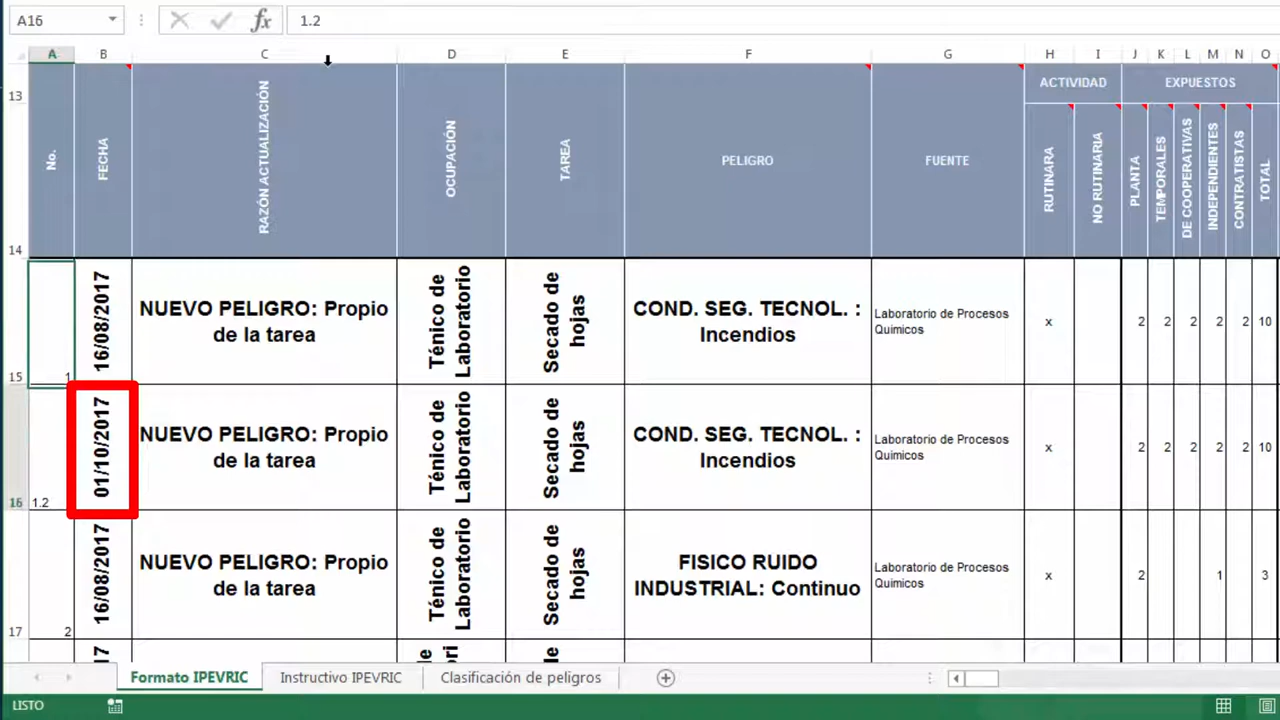 A16
fx
1.2
A B C D E F G H I J K L M N O
13
14
No.
FECHA
RAZÓN ACTUALIZACIÓN
OCUPACIÓN
TAREA
PELIGRO
FUENTE
ACTIVIDAD
RUTINARA
NO RUTINARIA
EXPUESTOS
PLANTA
TEMPORALES
DE COOPERATIVAS
INDEPENDIENTES
CONTRATISTAS
TOTAL
15
1
16/08/2017
NUEVO PELIGRO: Propio
de la tarea
Ténico de
Laboratorio
Secado de
hojas
COND. SEG. TECNOL. :
Incendios
Laboratorio de Procesos
Quimicos
x
2 2 2 2 2 10
16
1.2
01/10/2017
NUEVO PELIGRO: Propio
de la tarea
Ténico de
Laboratorio
Secado de
hojas
COND. SEG. TECNOL. :
Incendios
Laboratorio de Procesos
Quimicos
x
2 2 2 2 2 10
17
2
16/08/2017
NUEVO PELIGRO: Propio
de la tarea
Ténico de
Laboratorio
Secado de
hojas
FISICO RUIDO
INDUSTRIAL: Continuo
Laboratorio de Procesos
Quimicos
x
2 1 3
Formato IPEVRIC
Instructivo IPEVRIC
Clasificación de peligros
LISTO